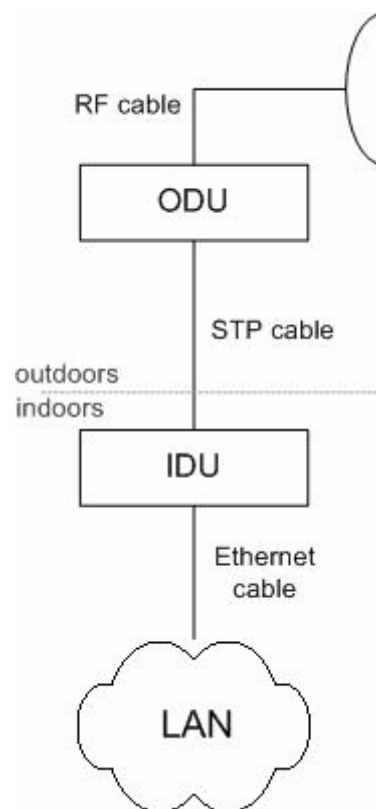 RF cable
ODU
STP cable
outdoors
indoors
IDU
Ethernet
cable
LAN